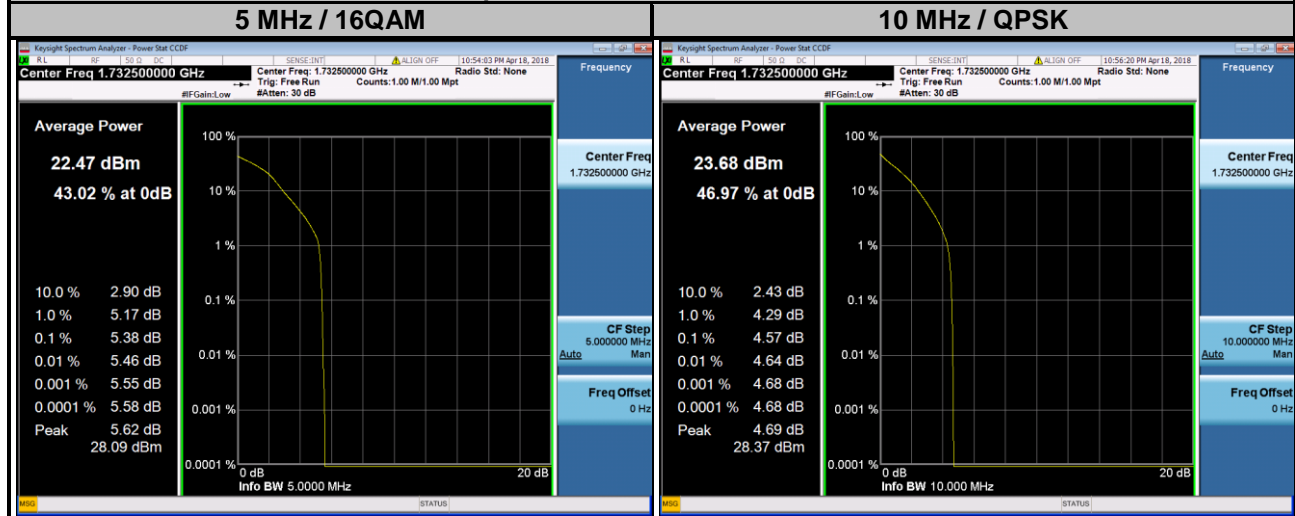 5 MHz / 16QAM
Keysight Spectrum Analyzer - Power Stat CCDF
RL RF 50 Ω DC SENSE:INT ALIGN OFF 10:54:03 PM Apr 18, 2018
Center Freq 1.732500000 GHz
Center Freq: 1.732500000 GHz Radio Std: None
Trig: Free Run Counts:1.00 M/1.00 Mpt
#IFGain:Low #Atten: 30 dB
Frequency
Average Power
22.47 dBm
43.02 % at 0dB
10.0 % 2.90 dB
1.0 % 5.17 dB
0.1 % 5.38 dB
0.01 % 5.46 dB
0.001 % 5.55 dB
0.0001 % 5.58 dB
Peak 5.62 dB
28.09 dBm
100 %
10 %
1 %
0.1 %
0.01 %
0.001 %
0.0001 %
0 dB 20 dB
Info BW 5.0000 MHz
Center Freq
1.732500000 GHz
CF Step
5.000000 MHz
Auto Man
Freq Offset
0 Hz
MSG STATUS
10 MHz / QPSK
Keysight Spectrum Analyzer - Power Stat CCDF
RL RF 50 Ω DC SENSE:INT ALIGN OFF 10:56:20 PM Apr 18, 2018
Center Freq 1.732500000 GHz
Center Freq: 1.732500000 GHz Radio Std: None
Trig: Free Run Counts:1.00 M/1.00 Mpt
#IFGain:Low #Atten: 30 dB
Frequency
Average Power
23.68 dBm
46.97 % at 0dB
10.0 % 2.43 dB
1.0 % 4.29 dB
0.1 % 4.57 dB
0.01 % 4.64 dB
0.001 % 4.68 dB
0.0001 % 4.68 dB
Peak 4.69 dB
28.37 dBm
100 %
10 %
1 %
0.1 %
0.01 %
0.001 %
0.0001 %
0 dB 20 dB
Info BW 10.000 MHz
Center Freq
1.732500000 GHz
CF Step
10.000000 MHz
Auto Man
Freq Offset
0 Hz
MSG STATUS